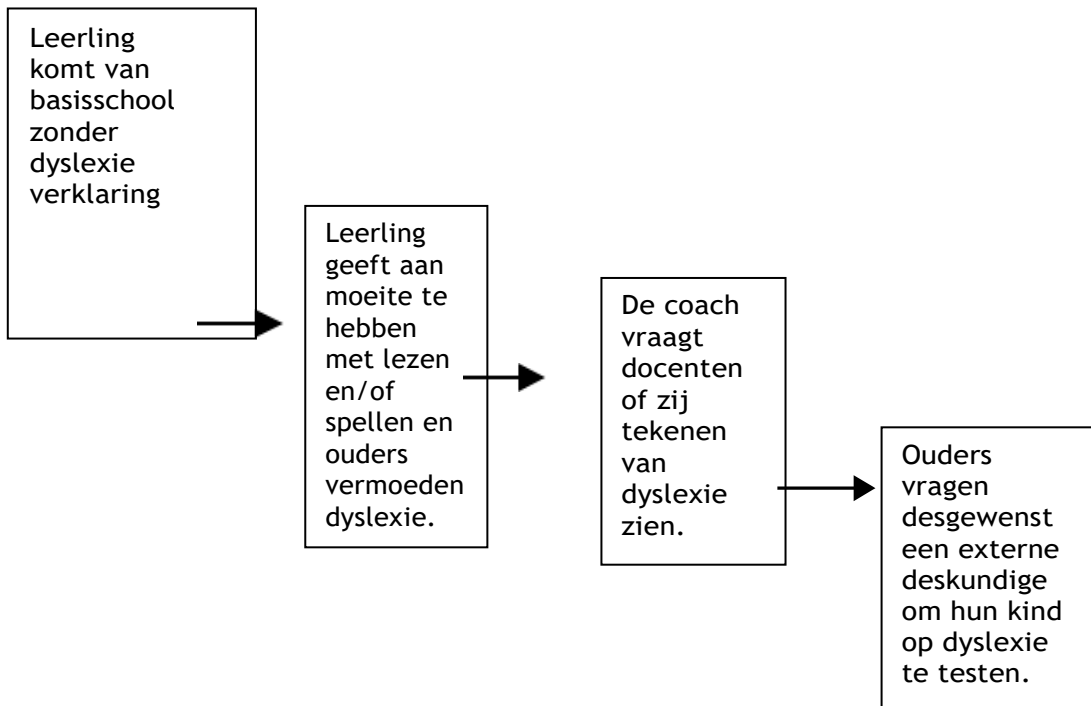 Leerling
komt van
basisschool
zonder
dyslexie
verklaring
Leerling
geeft aan
moeite te
hebben
met lezen
en/of
spellen en
ouders
vermoeden
dyslexie.
De coach
vraagt
docenten
of zij
tekenen
van
dyslexie
zien.
Ouders
vragen
desgewenst
een externe
deskundige
om hun kind
op dyslexie
te testen.